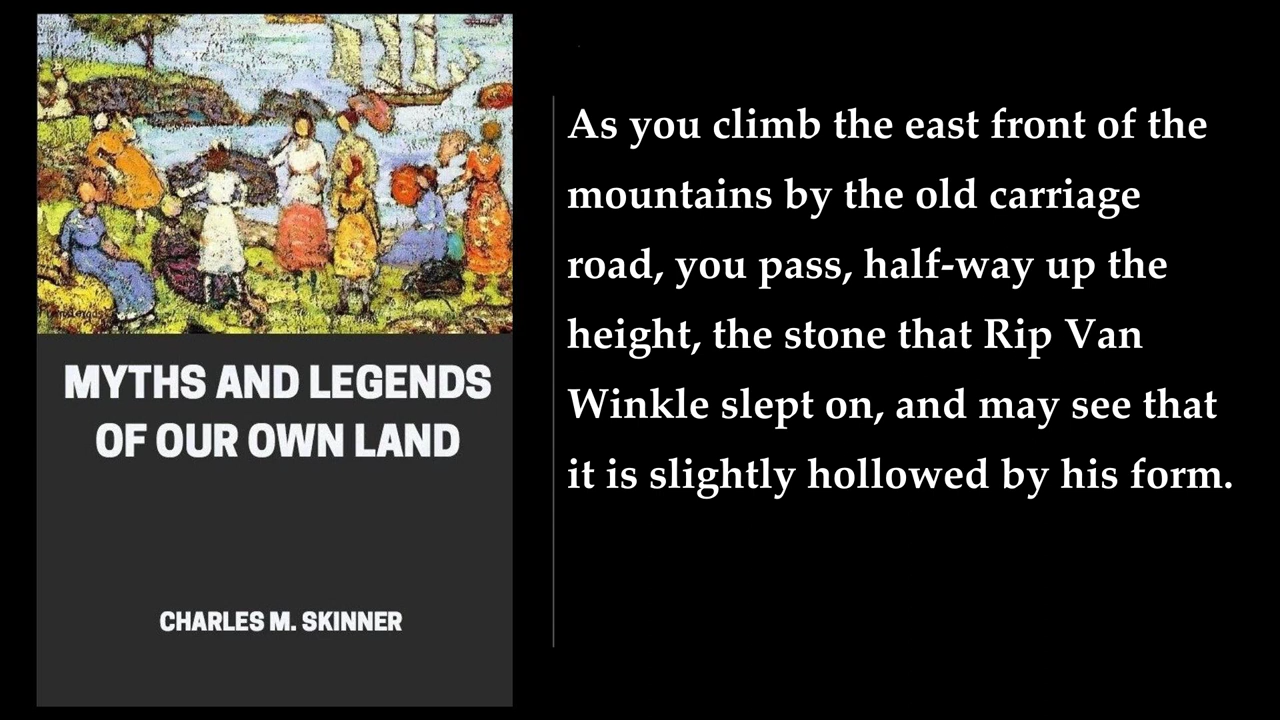 MYTHS AND LEGENDS
OF OUR OWN LAND
CHARLES M. SKINNER
As you climb the east front of the
mountains by the old carriage
road, you pass, half-way up the
height, the stone that Rip Van
Winkle slept on, and may see that
it is slightly hollowed by his form.